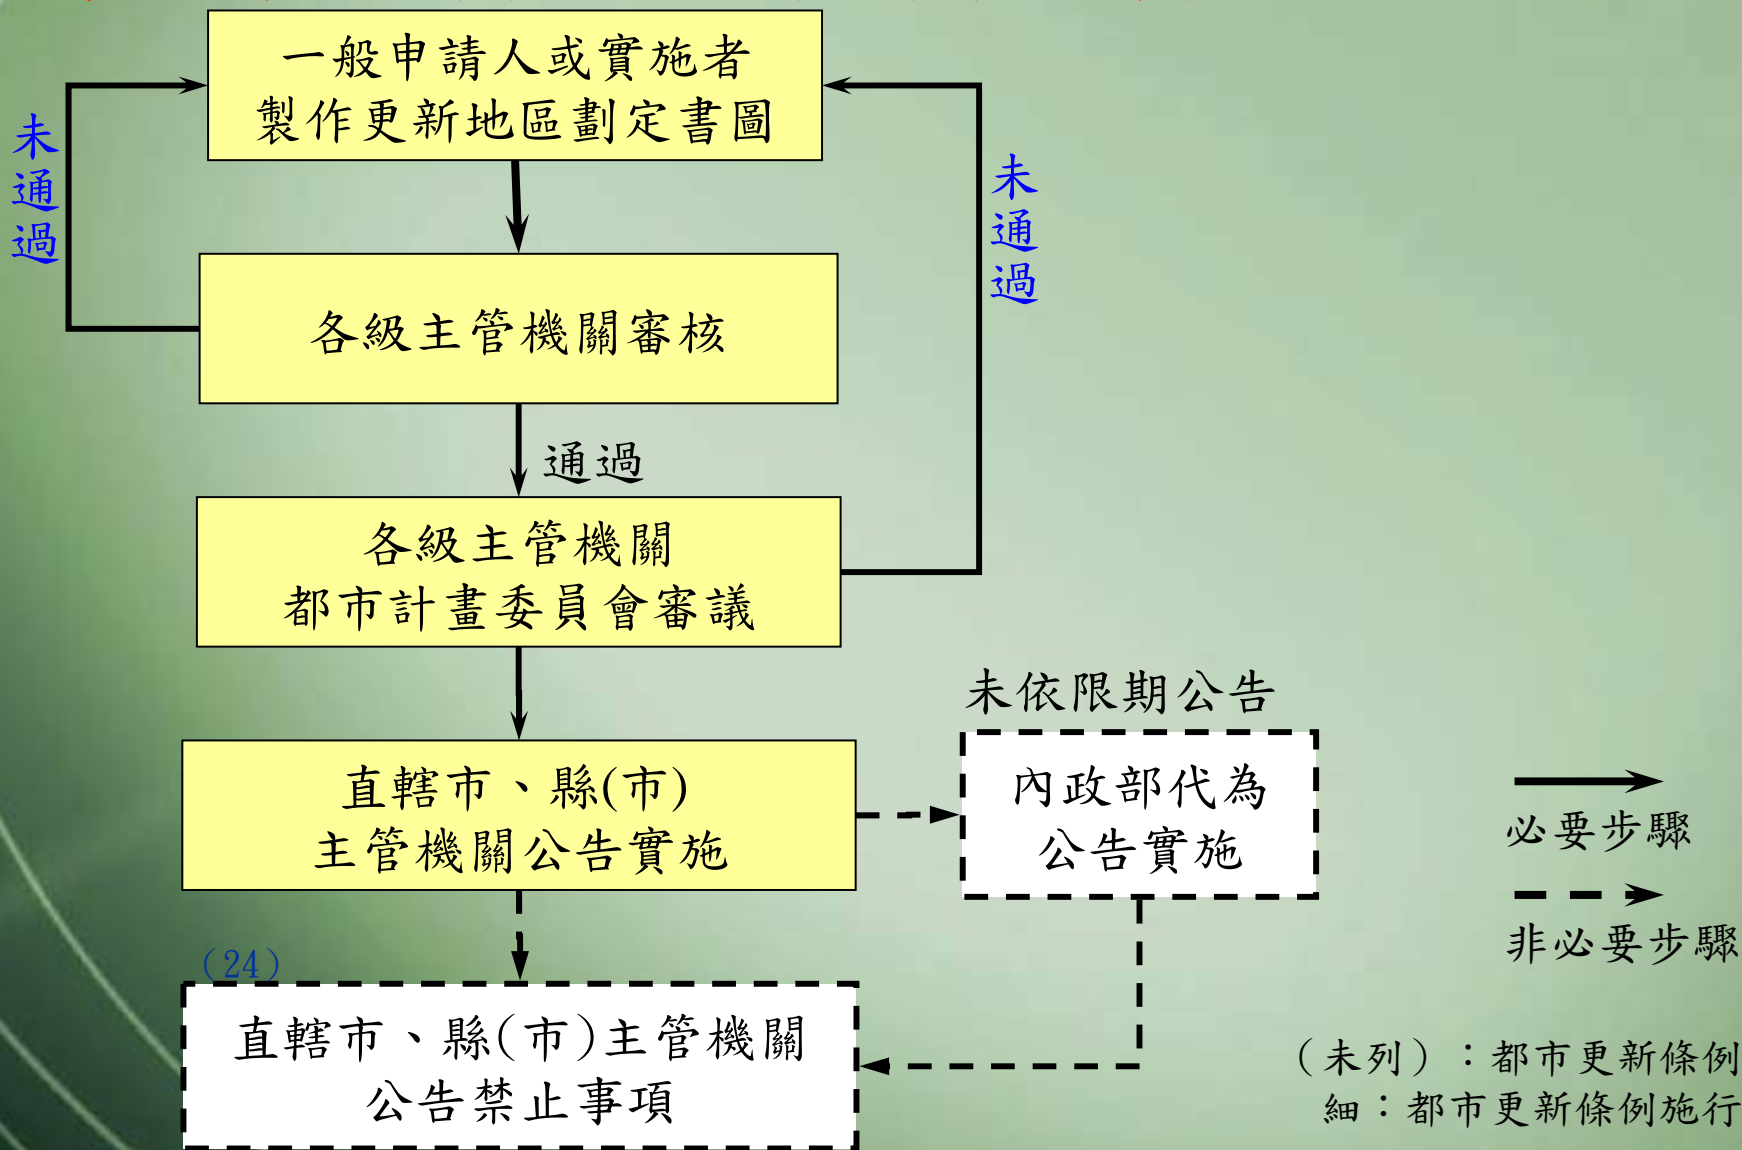 一般申請人或實施者
製作更新地區劃定書圖
未通過
未通過
各級主管機關審核
通過
各級主管機關
都市計畫委員會審議
未依限期公告
直轄市、縣(市)
主管機關公告實施
內政部代為
公告實施
必要步驟
非必要步驟
(24)
直轄市、縣(市)主管機關
公告禁止事項
(未列)：都市更新條例
細：都市更新條例施行